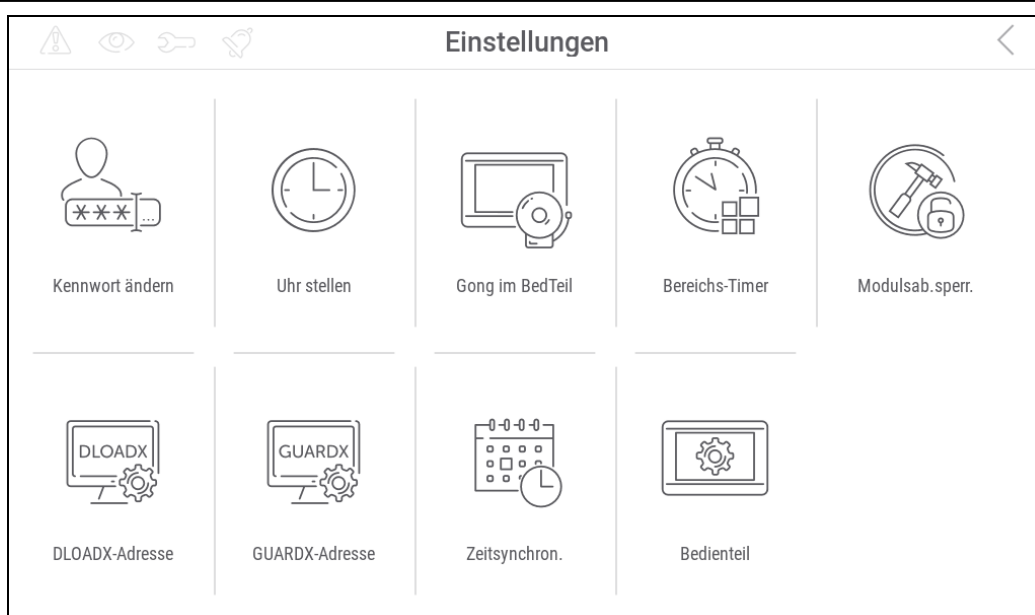 Einstellungen
***...
Kennwort ändern
Uhr stellen
Gong im BedTeil
Bereichs-Timer
Modulsab.sperr.
DLOADX
GUARDX
DLOADX-Adresse
GUARDX-Adresse
Zeitsynchron.
Bedienteil